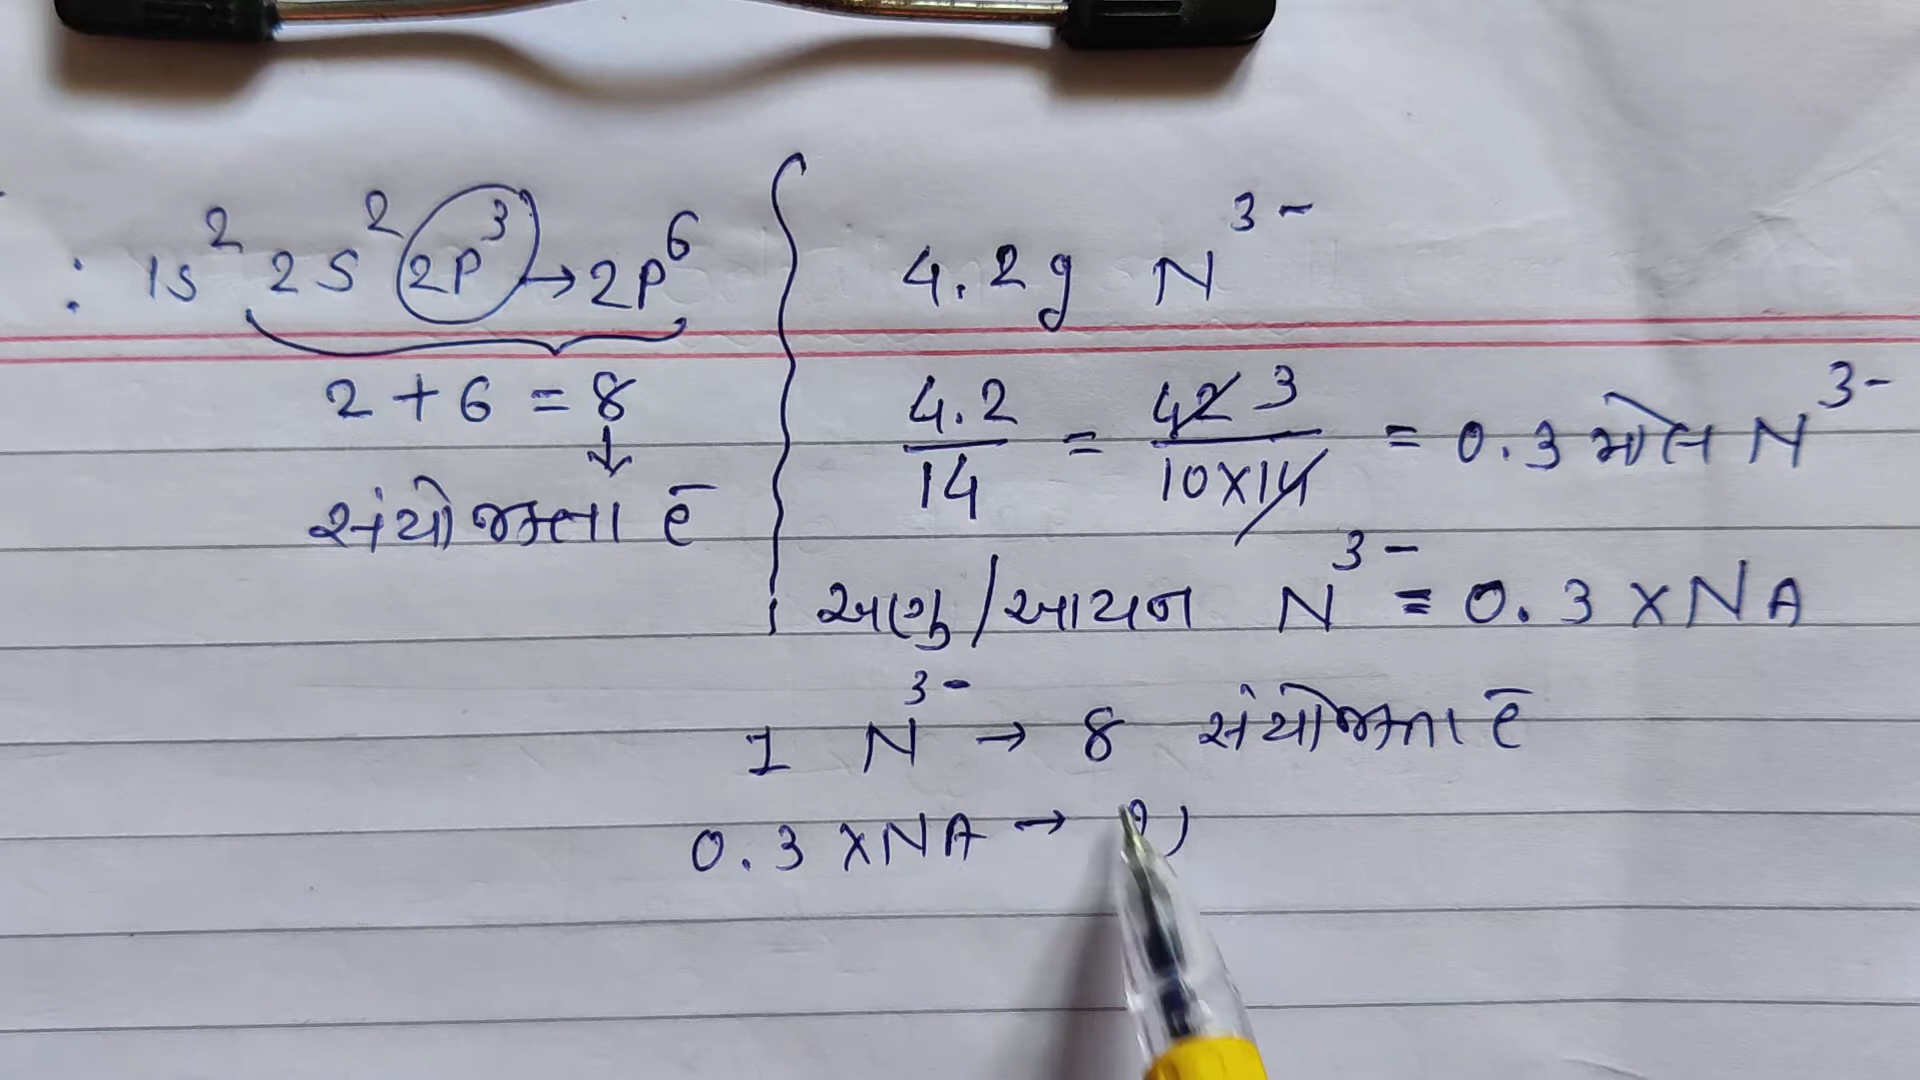 : 1s² 2s² 2p³ → 2p⁶
2 + 6 = 8
↓
સંયોજકતા e⁻
4.2g N³⁻
4.2/14 = 42 3/10×14 = 0.3 મોલ N³⁻
અણુ/આયન N³⁻ = 0.3 × NA
1 N³⁻ → 8 સંયોજકતા e⁻
0.3 × NA →